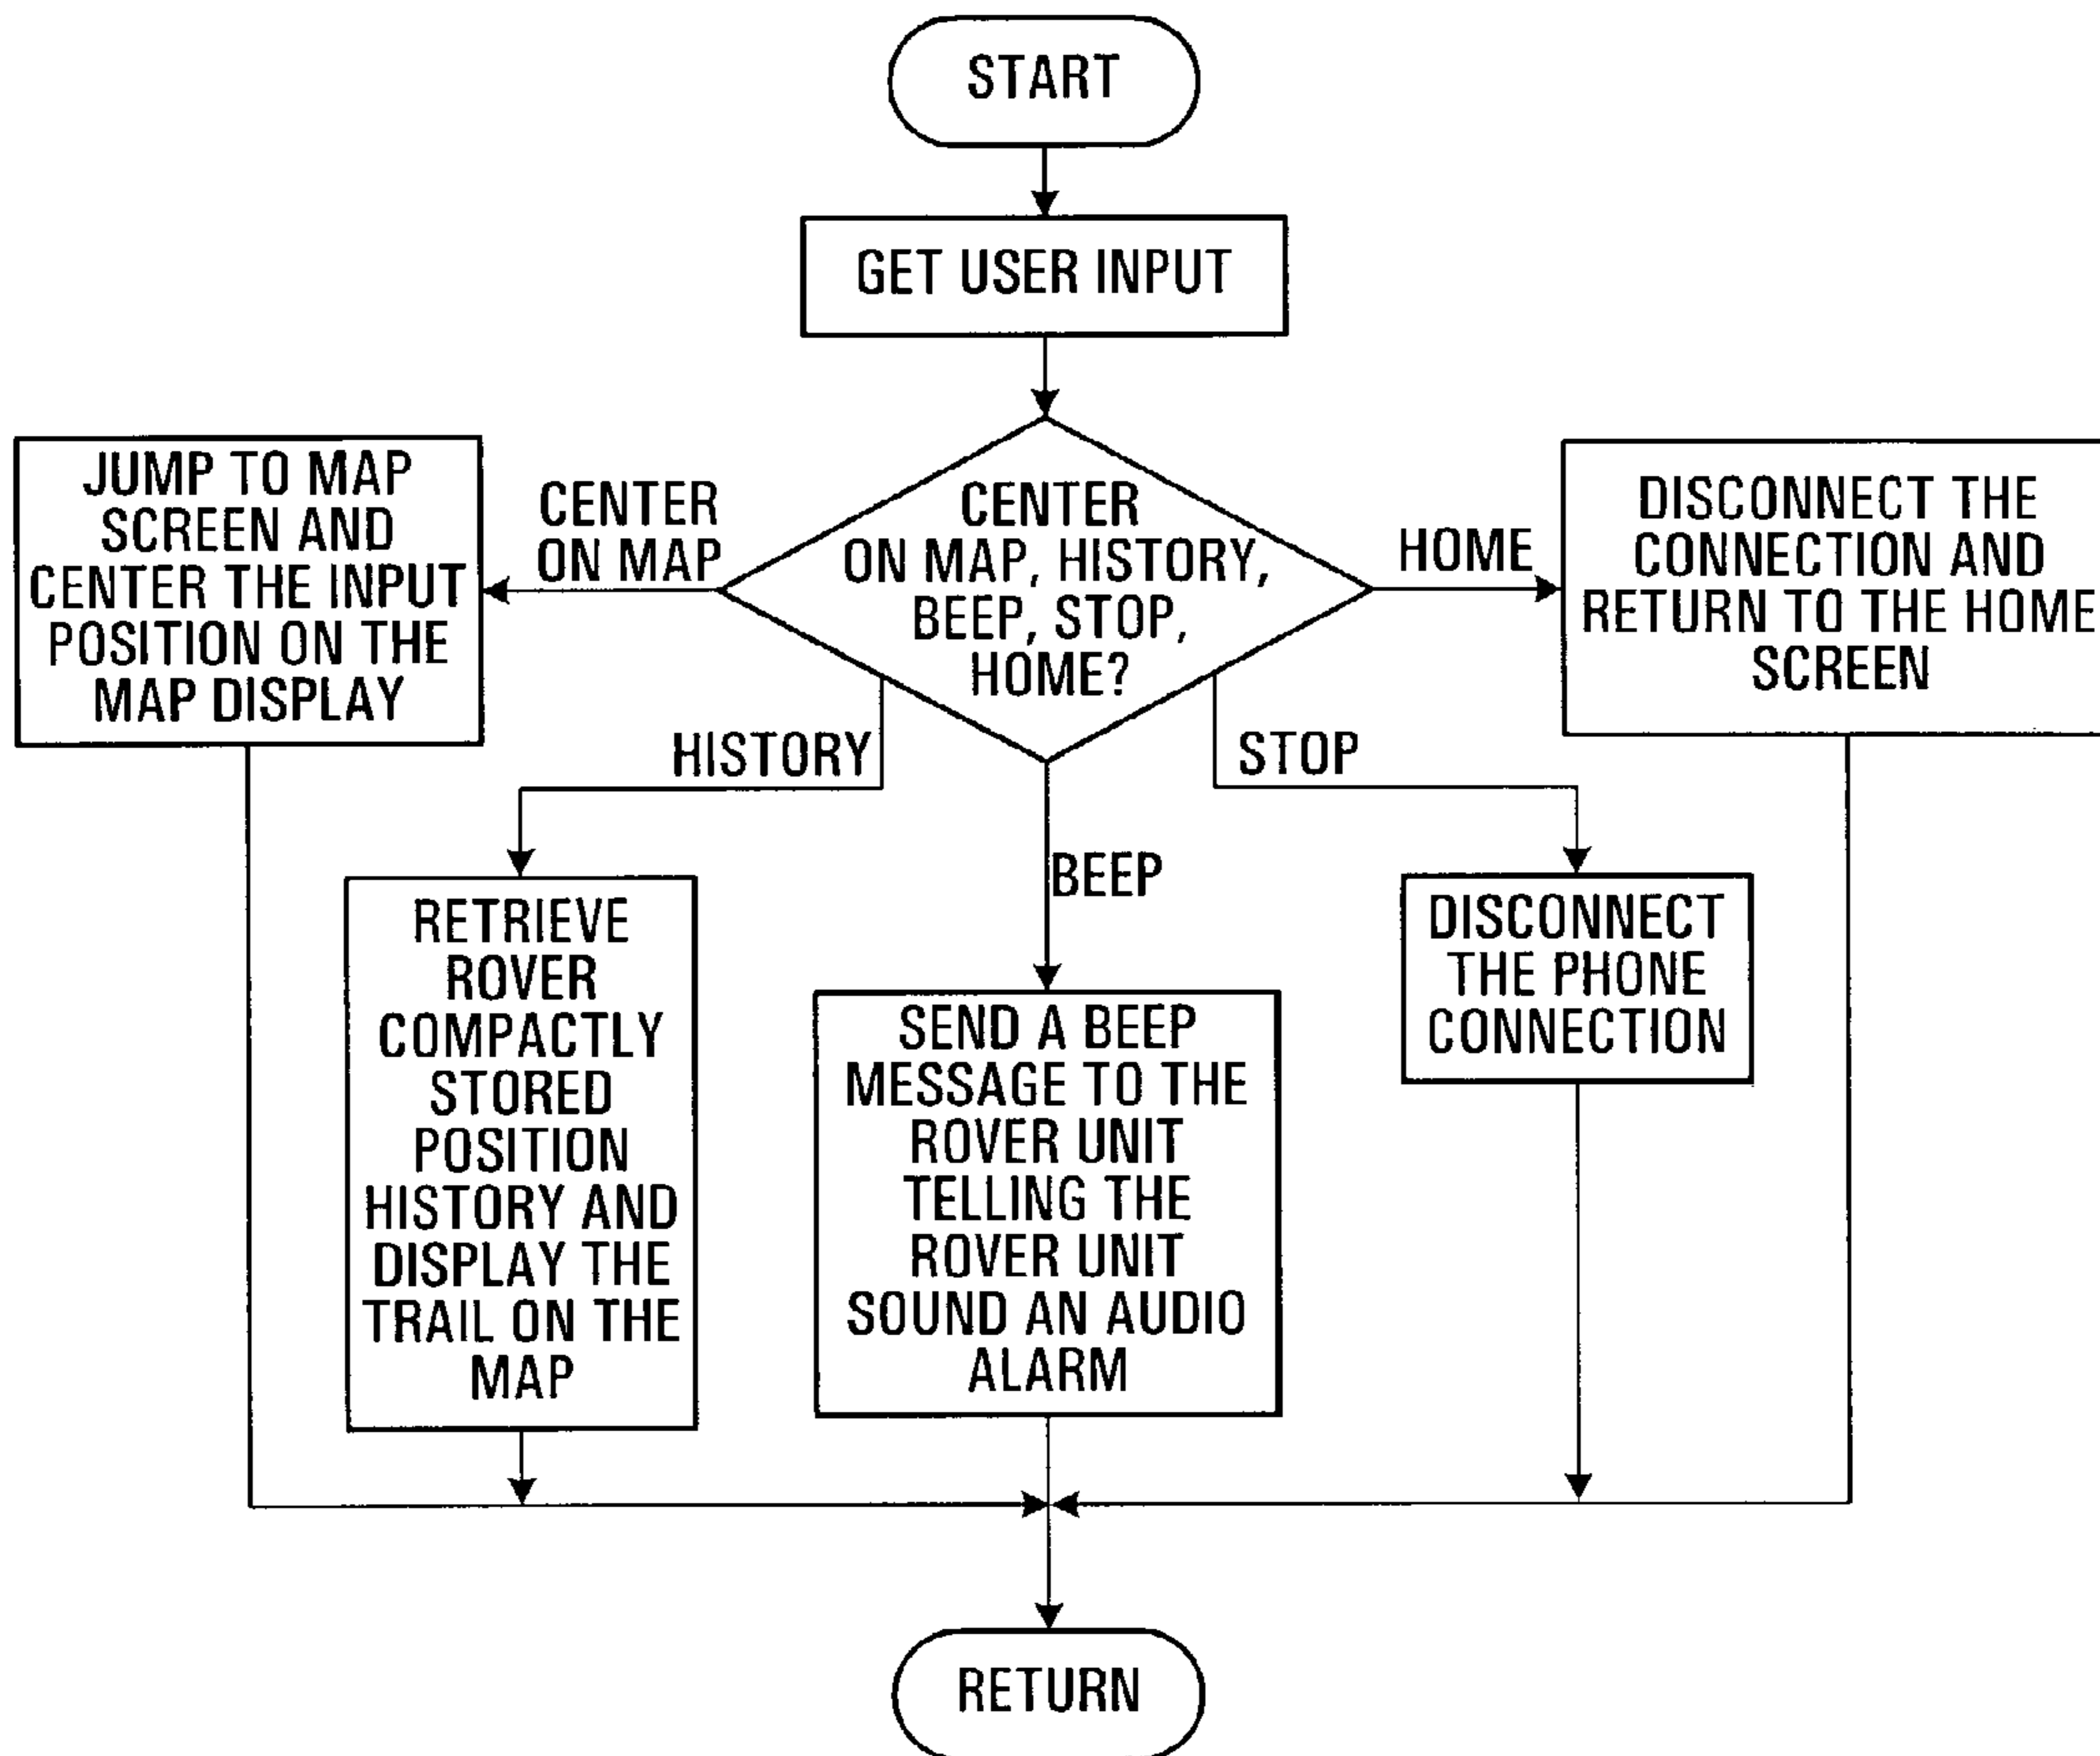 START
GET USER INPUT
JUMP TO MAP
SCREEN AND
CENTER THE INPUT
POSITION ON THE
MAP DISPLAY
CENTER
ON MAP
CENTER
ON MAP, HISTORY,
BEEP, STOP,
HOME?
HOME
DISCONNECT THE
CONNECTION AND
RETURN TO THE HOME
SCREEN
HISTORY
STOP
BEEP
RETRIEVE
ROVER
COMPACTLY
STORED
POSITION
HISTORY AND
DISPLAY THE
TRAIL ON THE
MAP
SEND A BEEP
MESSAGE TO THE
ROVER UNIT
TELLING THE
ROVER UNIT
SOUND AN AUDIO
ALARM
DISCONNECT
THE PHONE
CONNECTION
RETURN